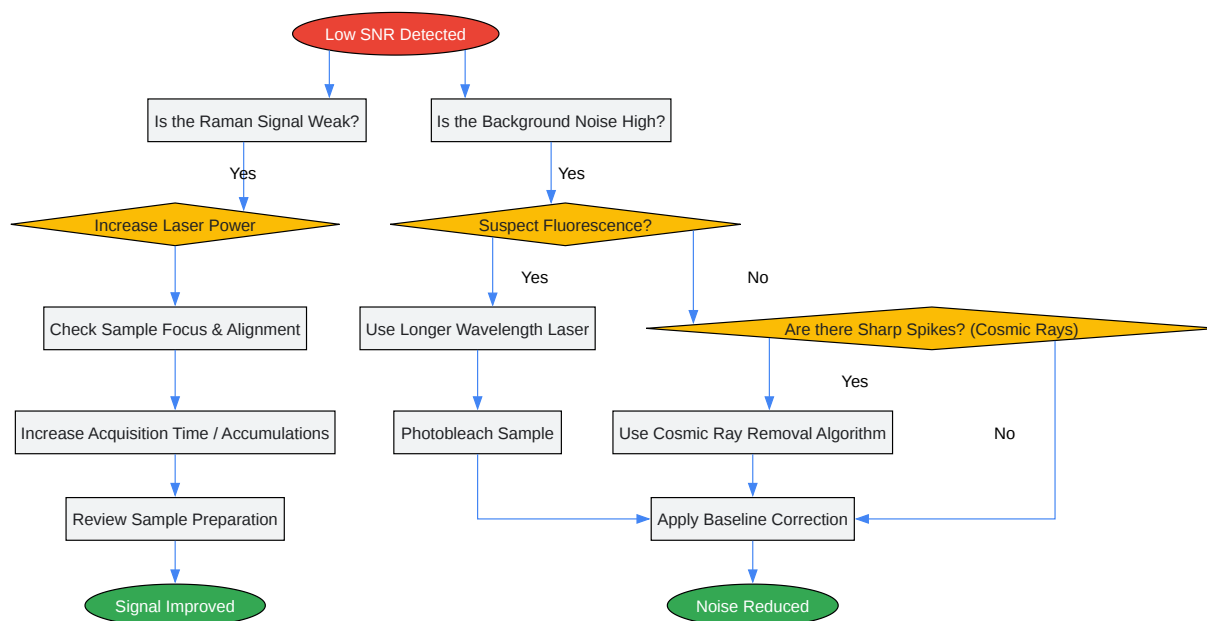 Low SNR Detected
Is the Raman Signal Weak?
Is the Background Noise High?
Yes
Yes
Increase Laser Power
Suspect Fluorescence?
Yes
No
Check Sample Focus & Alignment
Use Longer Wavelength Laser
Are there Sharp Spikes? (Cosmic Rays)
Yes
Increase Acquisition Time / Accumulations
Photobleach Sample
Use Cosmic Ray Removal Algorithm
No
Review Sample Preparation
Apply Baseline Correction
Signal Improved
Noise Reduced